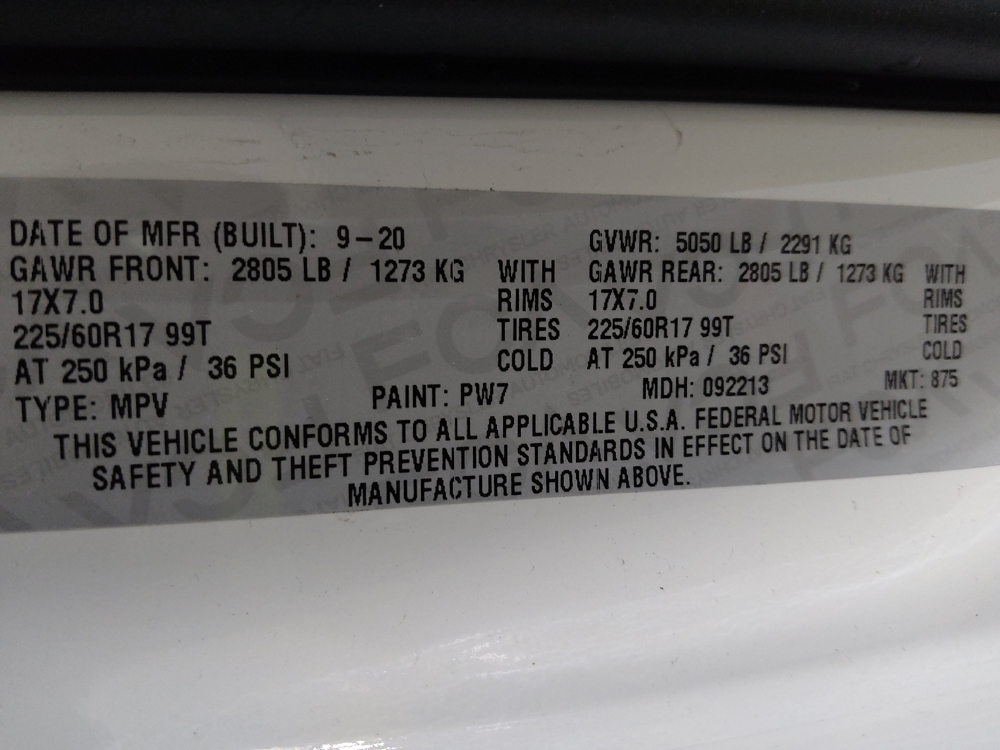 DATE OF MFR (BUILT): 9-20 GVWR: 5050 LB / 2291 KG
GAWR FRONT: 2805 LB / 1273 KG WITH GAWR REAR: 2805 LB / 1273 KG WITH
17X7.0 RIMS 17X7.0 RIMS
225/60R17 99T TIRES 225/60R17 99T TIRES
AT 250 kPa / 36 PSI COLD AT 250 kPa / 36 PSI COLD
TYPE: MPV PAINT: PW7 MDH: 092213 MKT: 875
THIS VEHICLE CONFORMS TO ALL APPLICABLE U.S.A. FEDERAL MOTOR VEHICLE
SAFETY AND THEFT PREVENTION STANDARDS IN EFFECT ON THE DATE OF
MANUFACTURE SHOWN ABOVE.